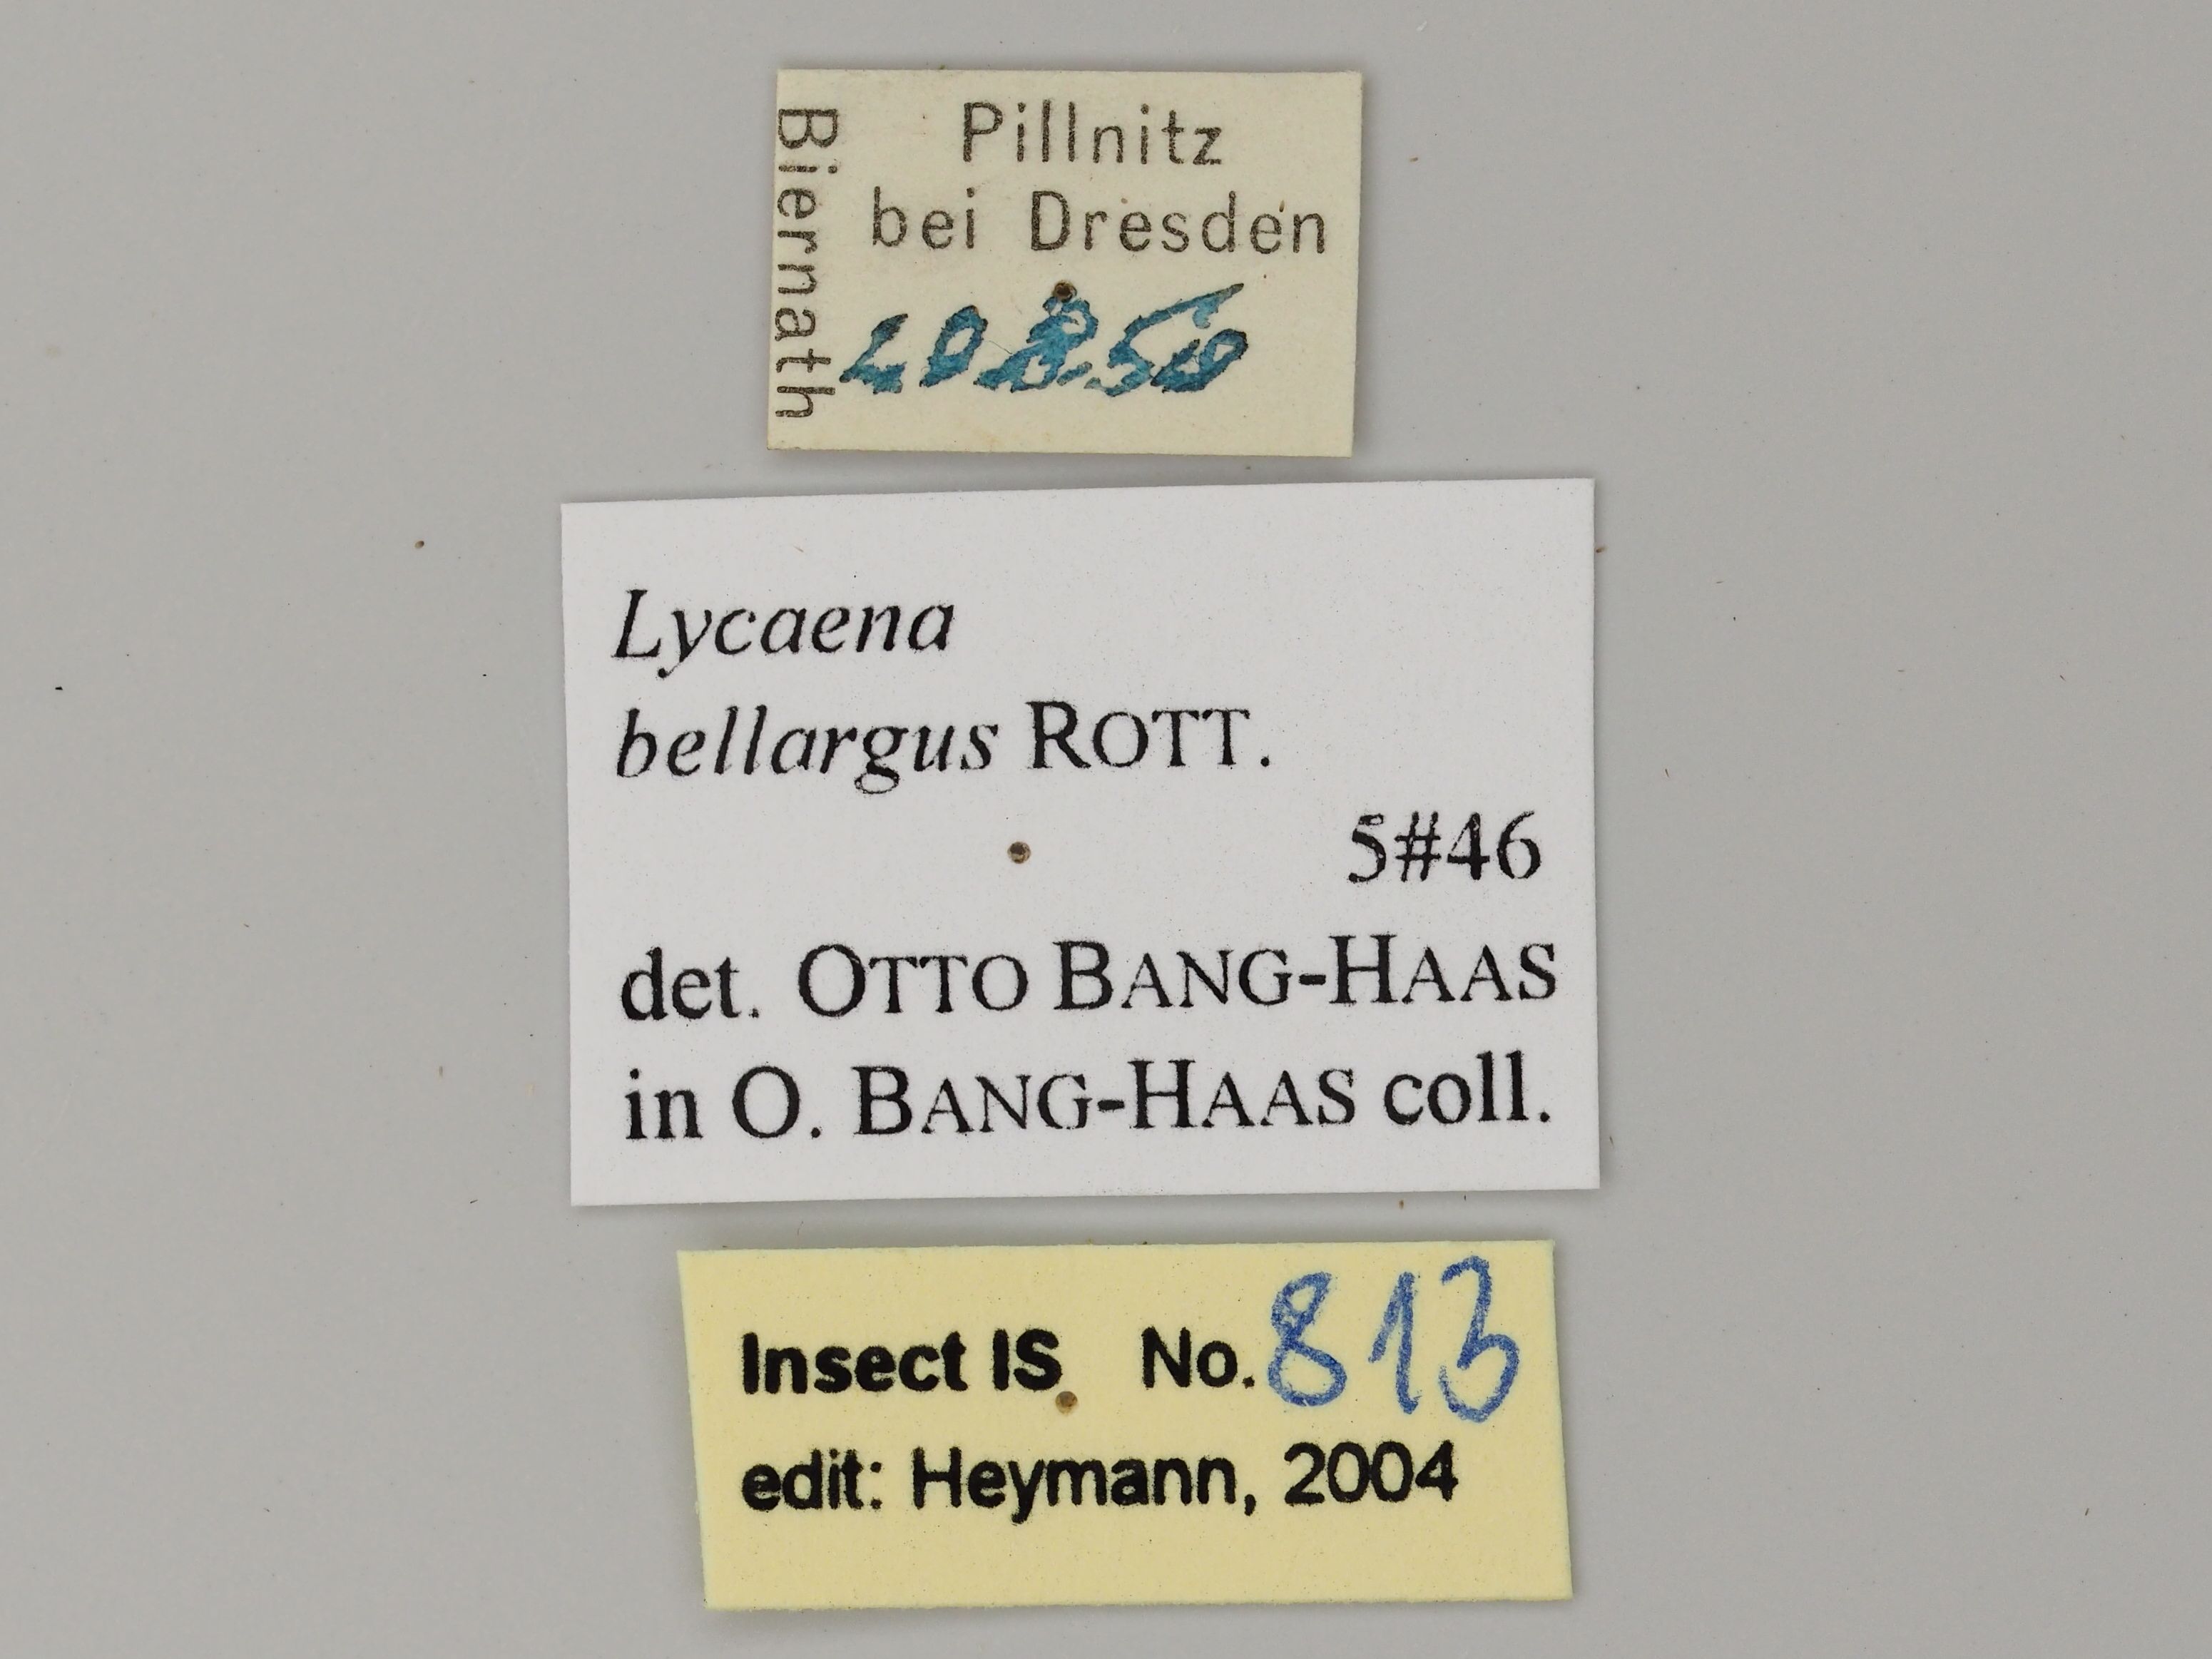 Pillnitz
bei Dresden
Biernath
Lycaena
bellargus ROTT.
5#46
det. OTTO BANG-HAAS
in O. BANG-HAAS coll.
Insect IS No. 813
edit: Heymann, 2004